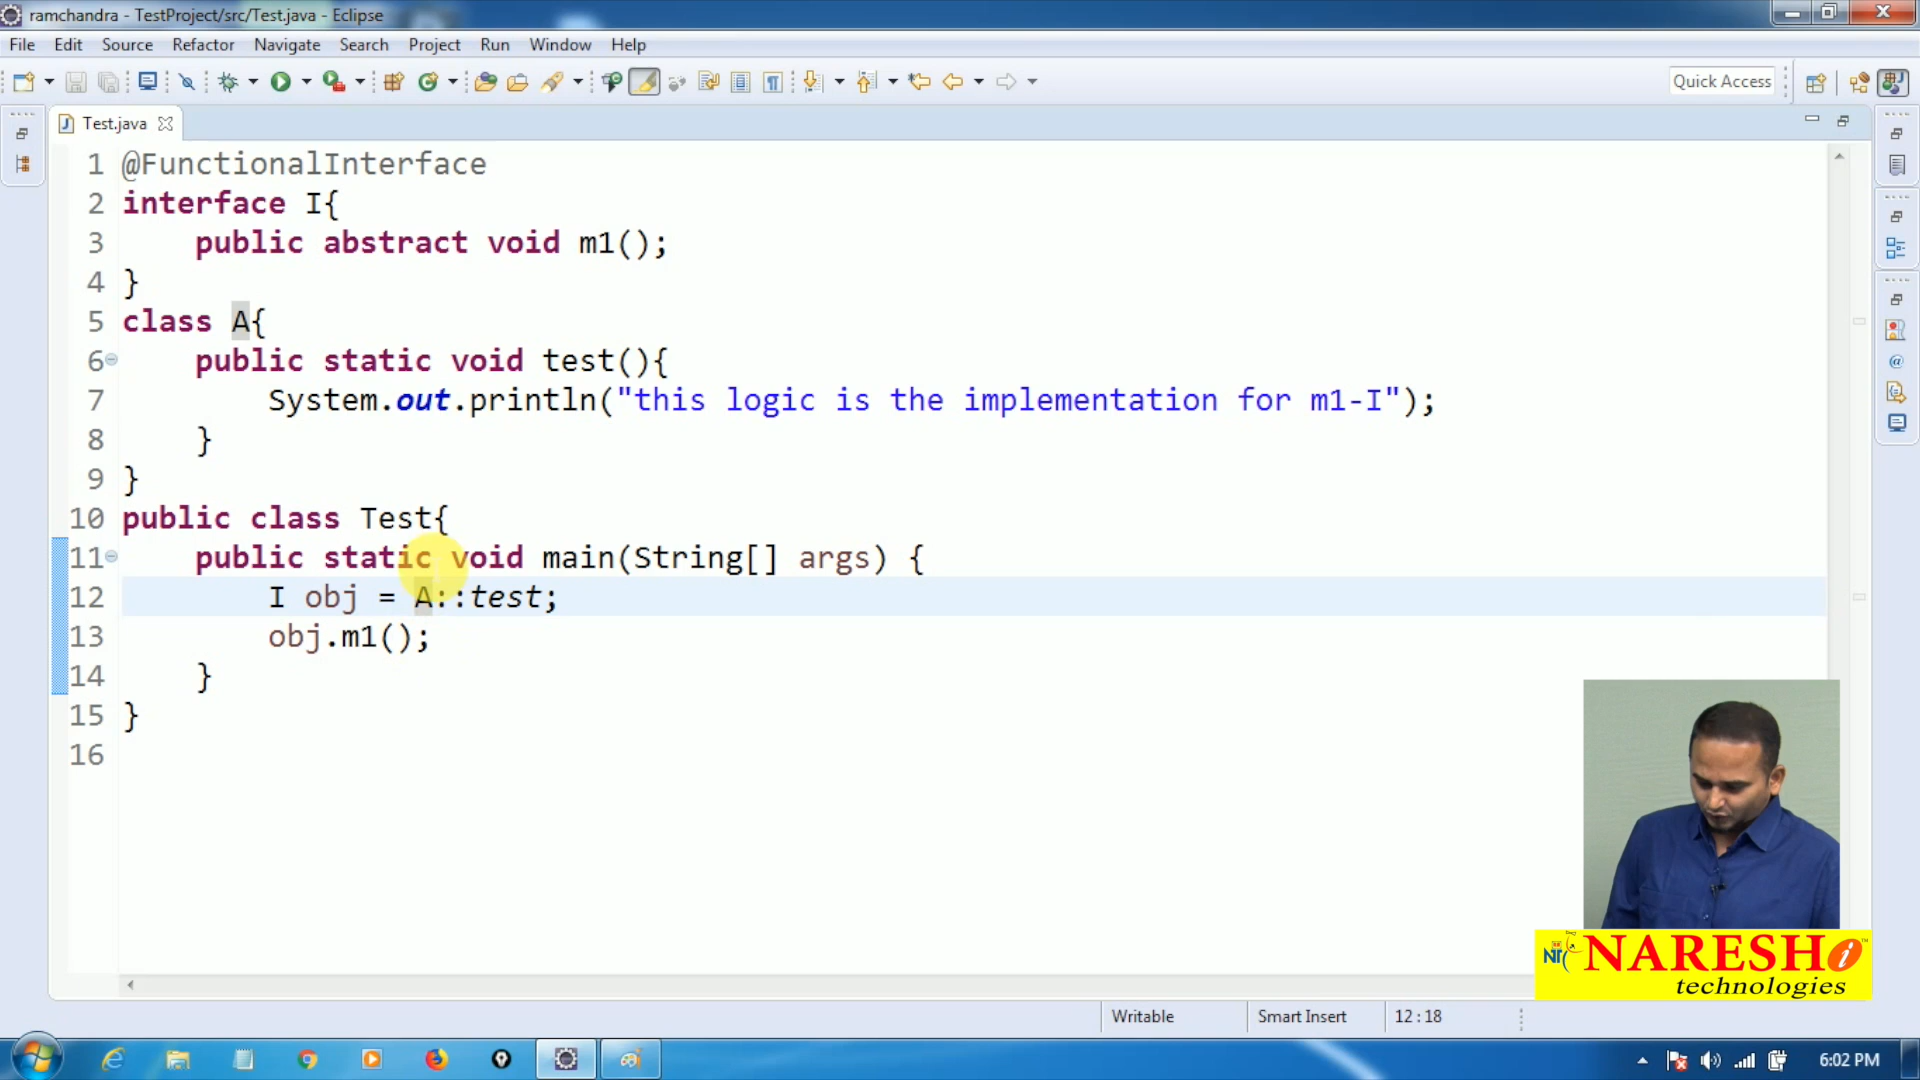 ramchandra - TestProject/src/Test.java - Eclipse
File Edit Source Refactor Navigate Search Project Run Window Help
Quick Access
Test.java
1 @FunctionalInterface
2 interface I{
3 public abstract void m1();
4 }
5 class A{
6 public static void test(){
7 System.out.println("this logic is the implementation for m1-I");
8 }
9 }
10 public class Test{
11 public static void main(String[] args) {
12 I obj = A::test;
13 obj.m1();
14 }
15 }
16
NARESHi
technologies
Writable Smart Insert 12 : 18
6:02 PM